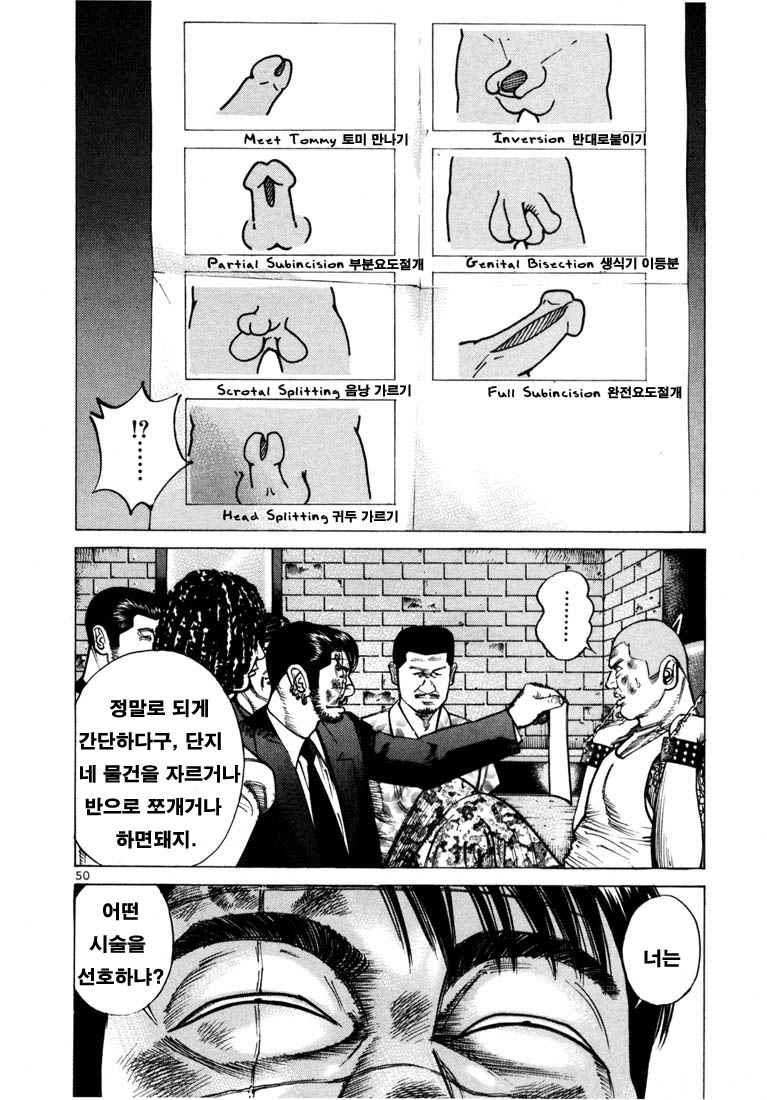 Meet Tommy 토미 만나기
Inversion 반대로붙이기
Partial Subincision 부분요도절개
Genital Bisection 생식기 이등분
Scrotal Splitting 음낭 가르기
Full Subincision 완전요도절개
Head Splitting 귀두 가르기
!?
……
……
정말로 되게
간단하다구, 단지
네 물건을 자르거나
반으로 쪼개거나
하면돼지.
50
너는
어떤
시술을
선호하냐?